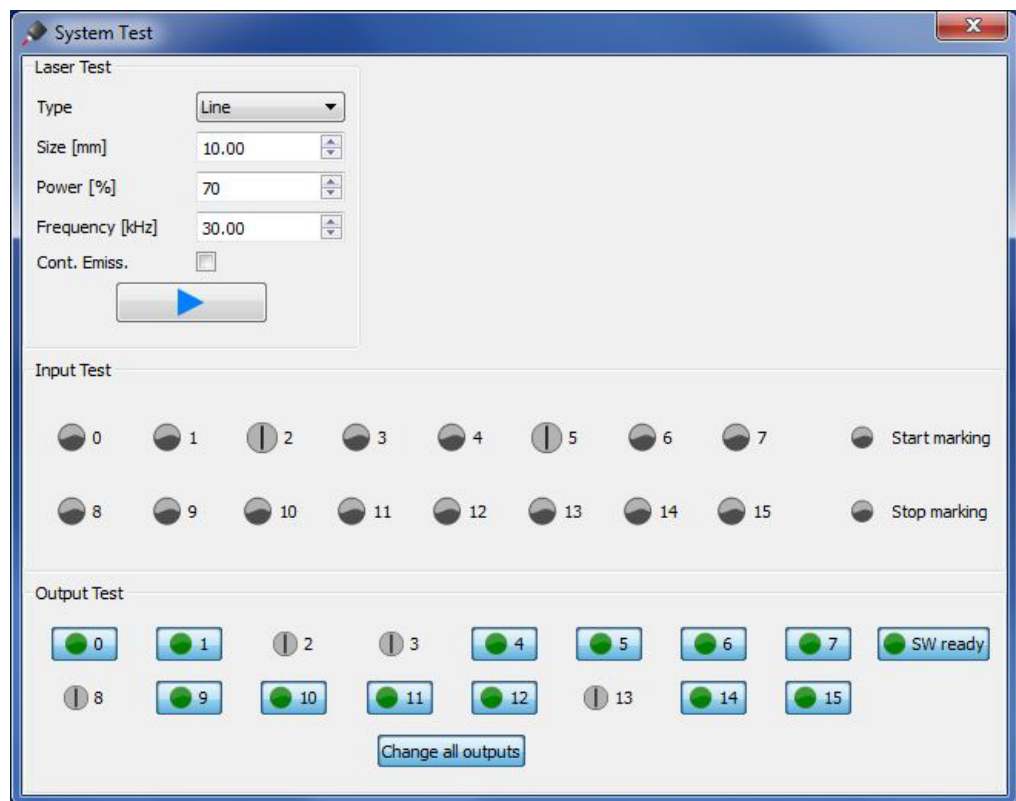 System Test
Laser Test
Type Line
Size [mm] 10.00
Power [%] 70
Frequency [kHz] 30.00
Cont. Emiss.
Input Test
0 1 2 3 4 5 6 7 Start marking
8 9 10 11 12 13 14 15 Stop marking
Output Test
0 1 2 3 4 5 6 7 SW ready
8 9 10 11 12 13 14 15
Change all outputs